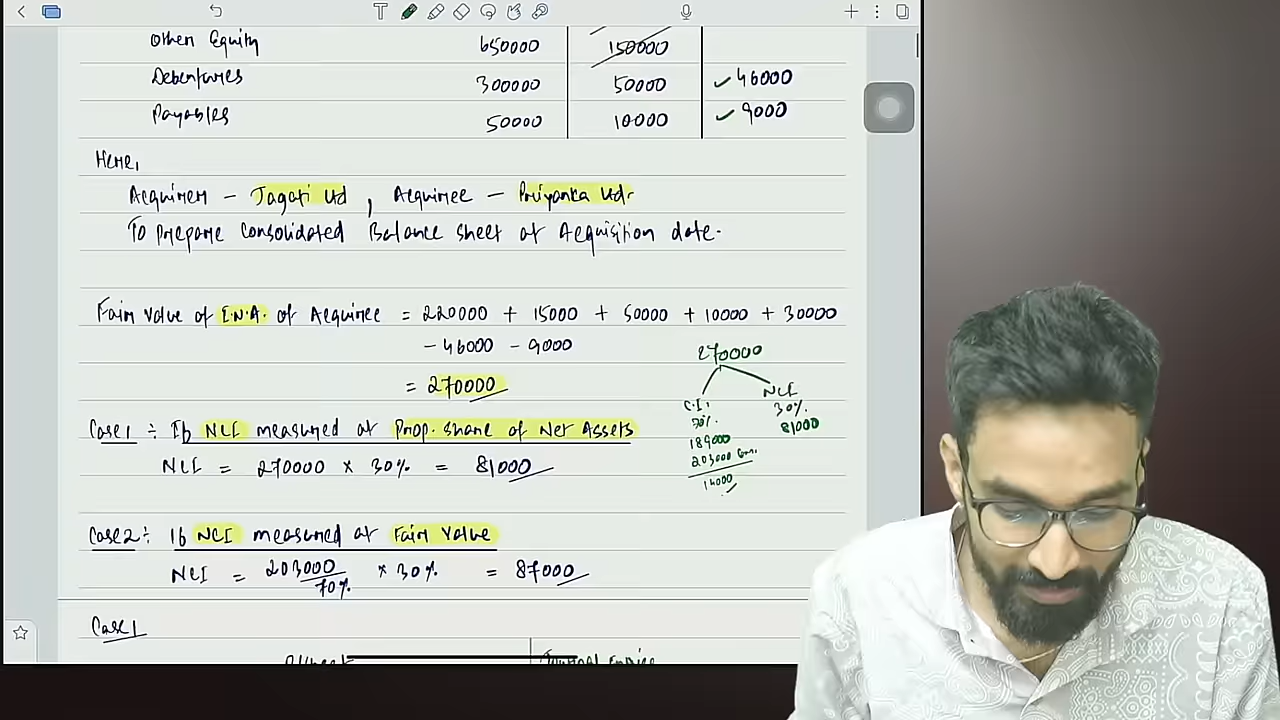 Other Equity 650000 150000
Debentures 300000 50000 46000
Payables 50000 10000 9000
Here,
Acquirer - Jagati Ltd, Acquiree - Priyanka Ltd.
To Prepare Consolidated Balance Sheet at Acquisition date.
Fair Value of I.N.A. of Acquiree = 220000 + 15000 + 50000 + 10000 + 30000
- 46000 - 9000
= 270000
270000
C.I. NCI
70%. 30%.
189000 81000
203000
14000
Case 1 ÷ If NCI measured at Prop. Share of Net Assets
NCI = 270000 × 30% = 81000
Case 2 ÷ If NCI measured at Fair Value
NCI = 203000/70% × 30% = 87000
Case 1
Journal Entries